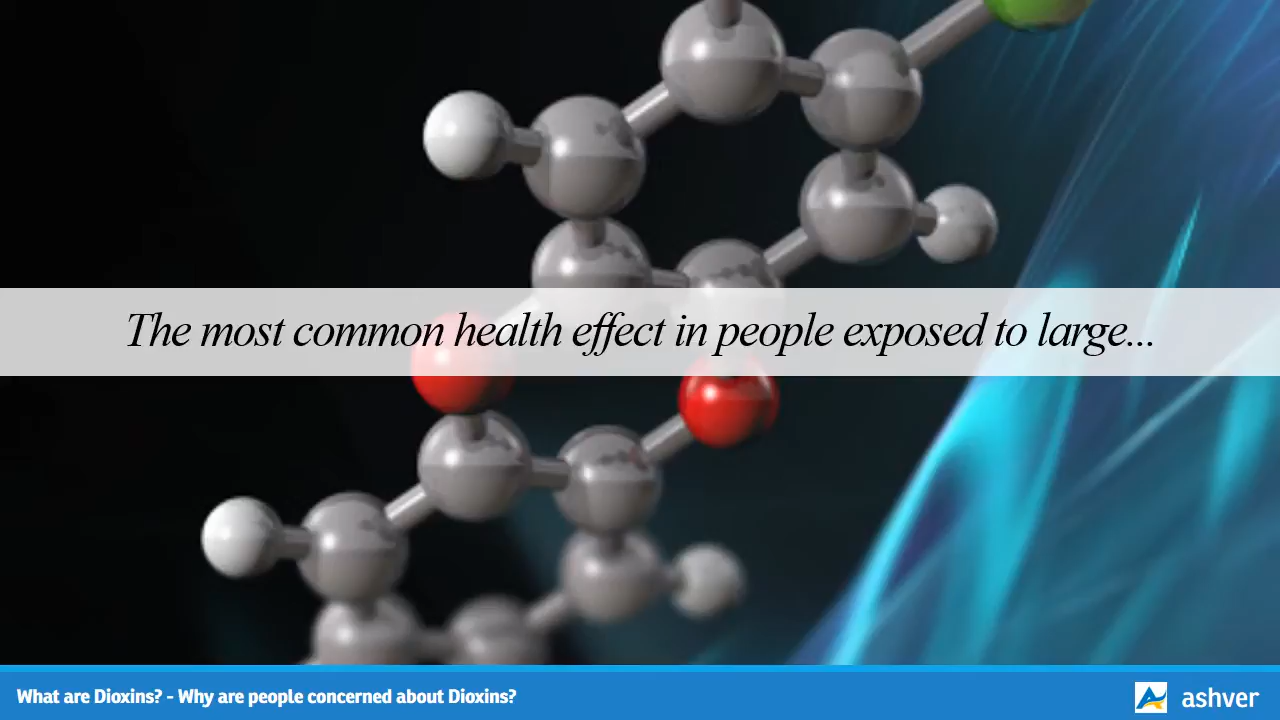 The most common health effect in people exposed to large...
What are Dioxins? - Why are people concerned about Dioxins?
ashver